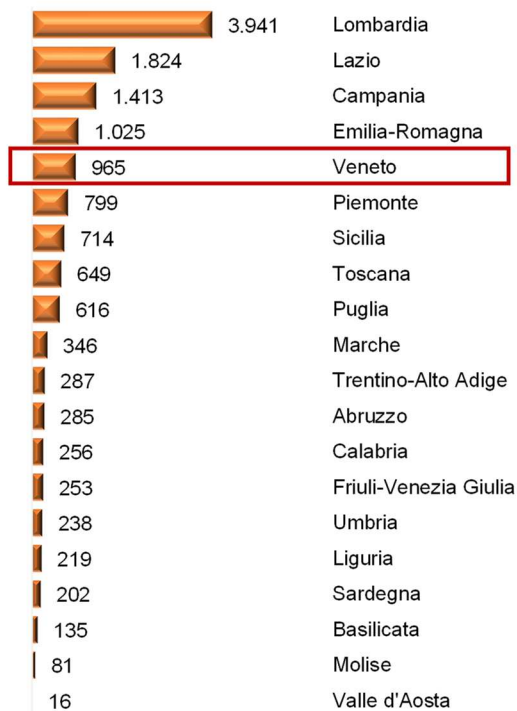 3.941 Lombardia
1.824 Lazio
1.413 Campania
1.025 Emilia-Romagna
965 Veneto
799 Piemonte
714 Sicilia
649 Toscana
616 Puglia
346 Marche
287 Trentino-Alto Adige
285 Abruzzo
256 Calabria
253 Friuli-Venezia Giulia
238 Umbria
219 Liguria
202 Sardegna
135 Basilicata
81 Molise
16 Valle d'Aosta